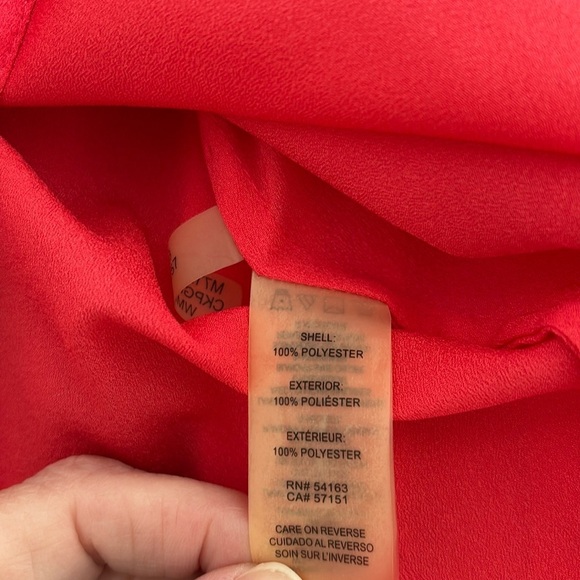 SHELL:
100% POLYESTER
EXTERIOR:
100% POLIÉSTER
EXTÉRIEUR:
100% POLYESTER
RN# 54163
CA# 57151
CARE ON REVERSE
CUIDADO AL REVERSO
SOIN SUR L'INVERSE